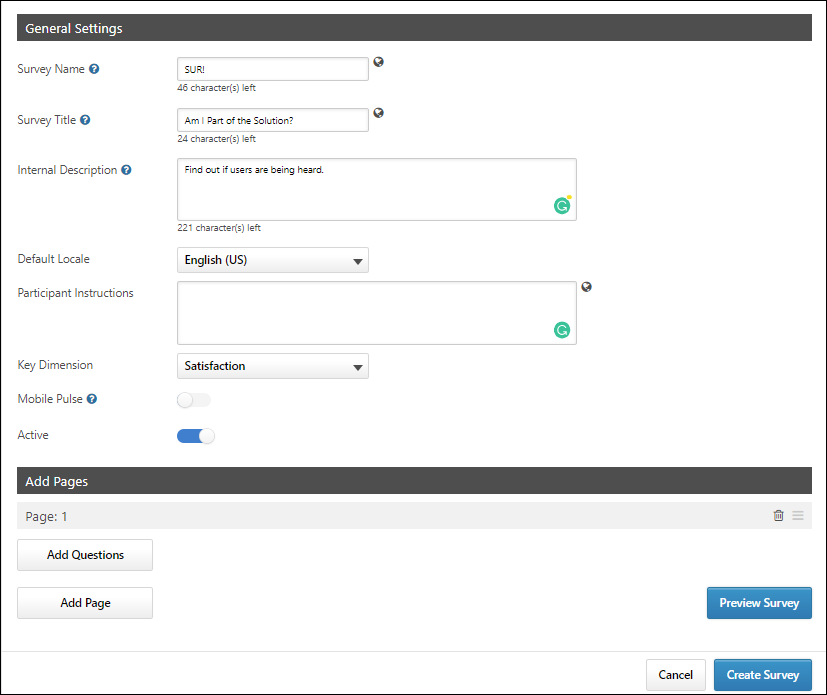 General Settings
Survey Name
SUR!
46 character(s) left
Survey Title
Am I Part of the Solution?
24 character(s) left
Internal Description
Find out if users are being heard.
221 character(s) left
Default Locale
English (US)
Participant Instructions
Key Dimension
Satisfaction
Mobile Pulse
Active
Add Pages
Page: 1
Add Questions
Add Page
Preview Survey
Cancel
Create Survey